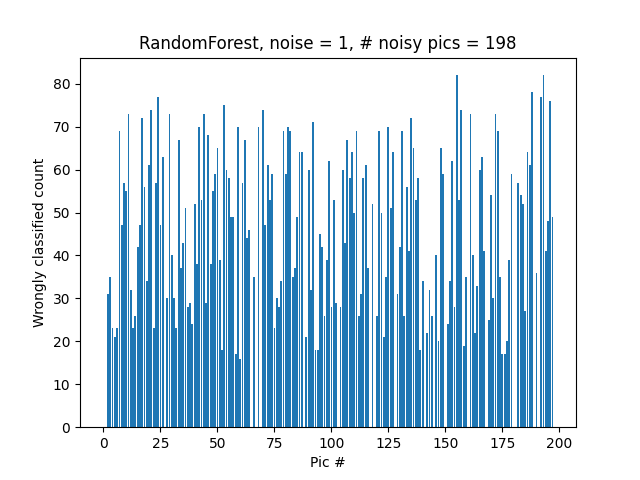 RandomForest, noise = 1, # noisy pics = 198
Wrongly classified count
80
70
60
50
40
30
20
10
0
0 25 50 75 100 125 150 175 200
Pic #